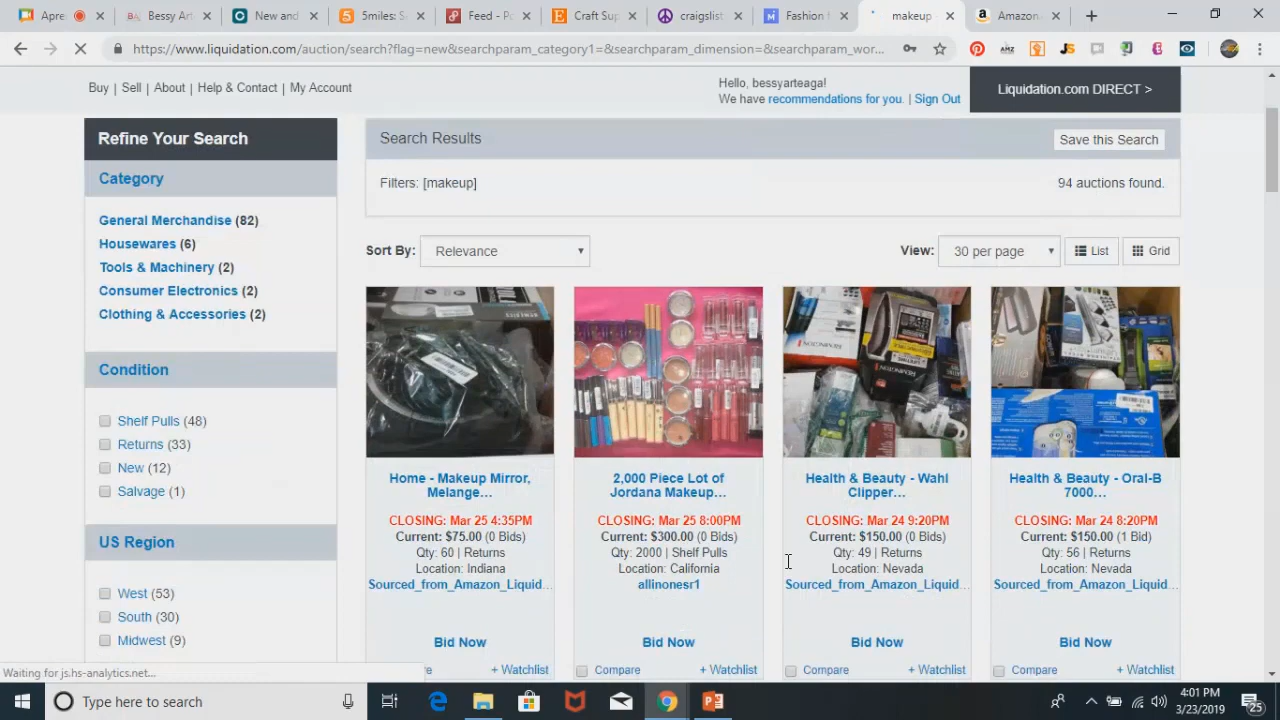 Apre
Bessy Art
New and
5miles: S
Feed - Po
Craft Sup
craigslist
Fashion f
makeup -
Amazon
https://www.liquidation.com/auction/search?flag=new&searchparam_category1=&searchparam_dimension=&searchparam_wor...
Buy | Sell | About | Help & Contact | My Account
Hello, bessyarteaga!
We have recommendations for you. | Sign Out
Liquidation.com DIRECT >
Refine Your Search
Category
General Merchandise (82)
Housewares (6)
Tools & Machinery (2)
Consumer Electronics (2)
Clothing & Accessories (2)
Condition
Shelf Pulls (48)
Returns (33)
New (12)
Salvage (1)
US Region
West (53)
South (30)
Midwest (9)
Search Results
Save this Search
Filters: [makeup]
94 auctions found.
Sort By: Relevance
View: 30 per page List Grid
Home - Makeup Mirror,
Melange...
CLOSING: Mar 25 4:35PM
Current: $75.00 (0 Bids)
Qty: 60 | Returns
Location: Indiana
Sourced_from_Amazon_Liquid...
Bid Now
+ Watchlist
2,000 Piece Lot of
Jordana Makeup...
CLOSING: Mar 25 8:00PM
Current: $300.00 (0 Bids)
Qty: 2000 | Shelf Pulls
Location: California
allinonesr1
Bid Now
Compare + Watchlist
Health & Beauty - Wahl
Clipper...
CLOSING: Mar 24 9:20PM
Current: $150.00 (0 Bids)
Qty: 49 | Returns
Location: Nevada
Sourced_from_Amazon_Liquid...
Bid Now
Compare + Watchlist
Health & Beauty - Oral-B
7000...
CLOSING: Mar 24 8:20PM
Current: $150.00 (1 Bid)
Qty: 56 | Returns
Location: Nevada
Sourced_from_Amazon_Liquid...
Bid Now
Compare + Watchlist
Waiting for js.hs-analytics.net...
Type here to search
4:01 PM
3/23/2019
25